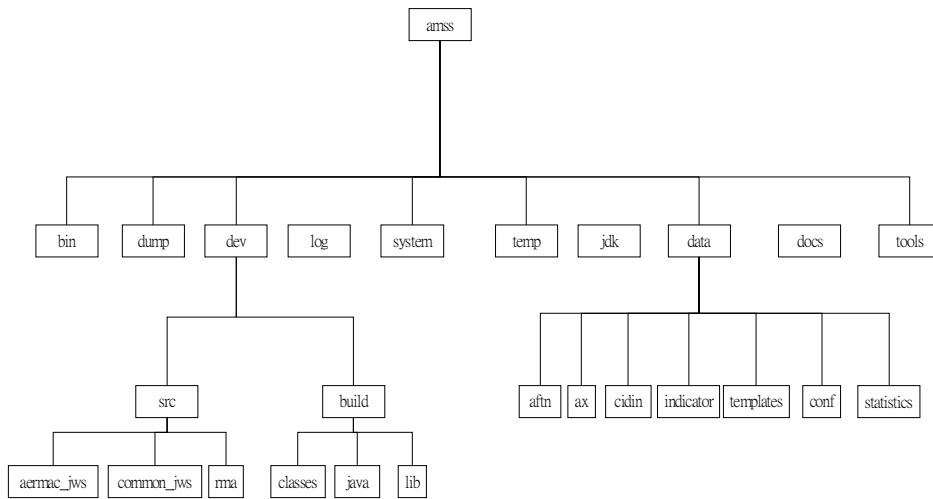 amss
bin dump dev log system temp jdk data docs tools
src build aftn ax cidin indicator templates conf statistics
aermac_jws common_jws rma classes java lib